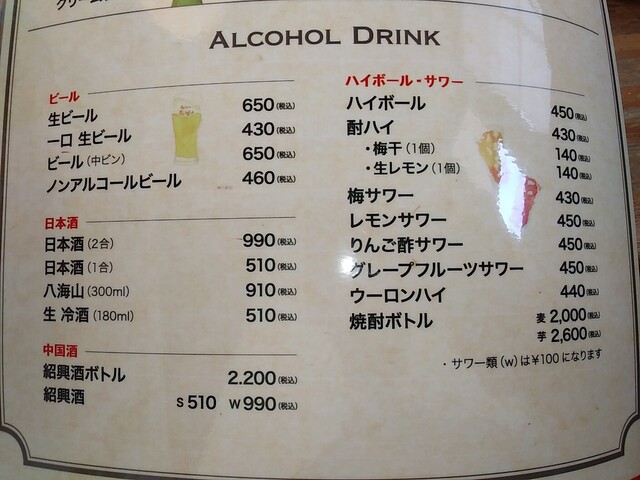 ALCOHOL DRINK
ビール
生ビール 650(税込)
一口 生ビール 430(税込)
ビール(中ビン) 650(税込)
ノンアルコールビール 460(税込)
日本酒
日本酒(2合) 990(税込)
日本酒(1合) 510(税込)
八海山(300ml) 910(税込)
生 冷酒(180ml) 510(税込)
中国酒
紹興酒ボトル 2.200(税込)
紹興酒 S 510 W 990(税込)
ハイボール・サワー
ハイボール 450(税込)
酎ハイ 430(税込)
・梅干(1個) 140(税込)
・生レモン(1個) 140(税込)
梅サワー 430(税込)
レモンサワー 450(税込)
りんご酢サワー 450(税込)
グレープフルーツサワー 450(税込)
ウーロンハイ 440(税込)
焼酎ボトル 麦 2,000(税込)
芋 2,600(税込)
・サワー類(w)は¥100になります